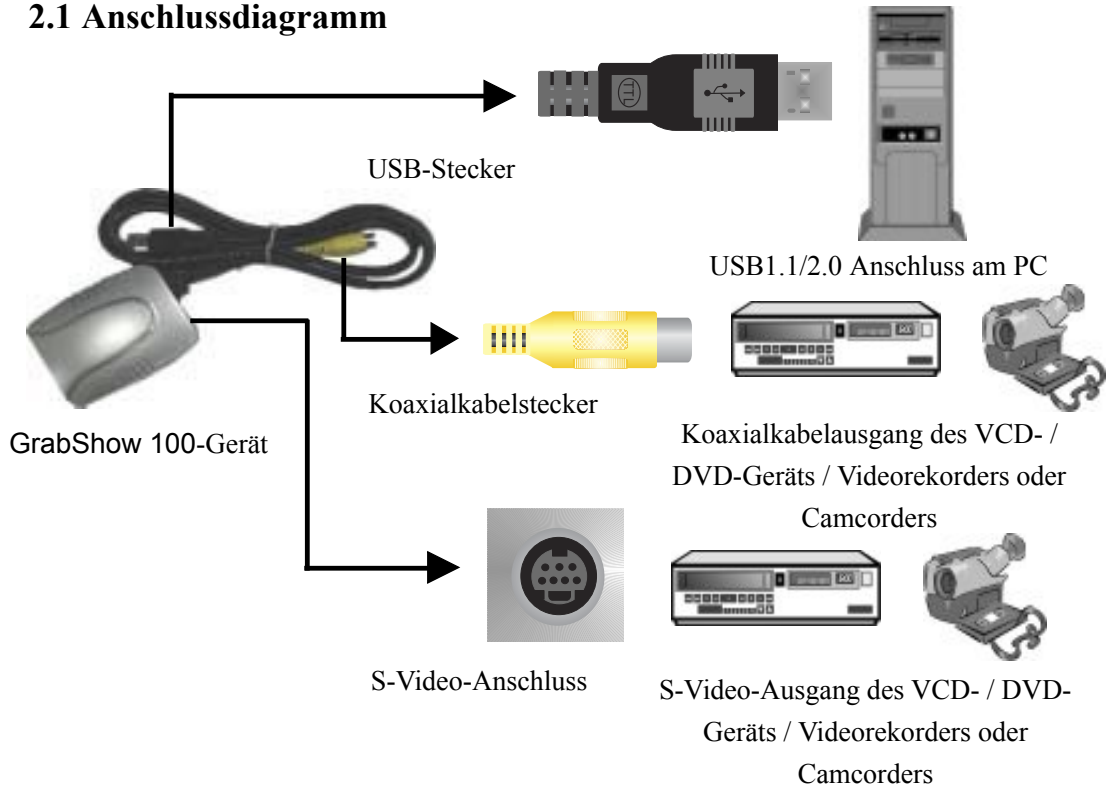 2.1 Anschlussdiagramm
USB-Stecker
USB1.1/2.0 Anschluss am PC
Koaxialkabelstecker
GrabShow 100-Gerät
Koaxialkabelausgang des VCD- /
DVD-Geräts / Videorekorders oder
Camcorders
S-Video-Anschluss
S-Video-Ausgang des VCD- / DVD-
Geräts / Videorekorders oder
Camcorders